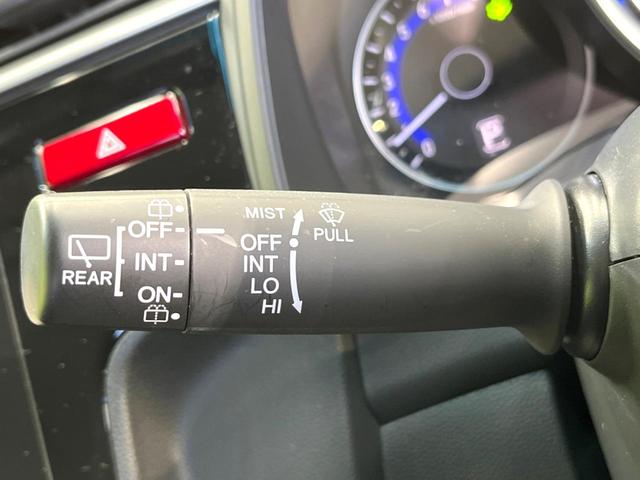 REAR
OFF
INT
ON
MIST
OFF
INT
LO
HI
PULL
P